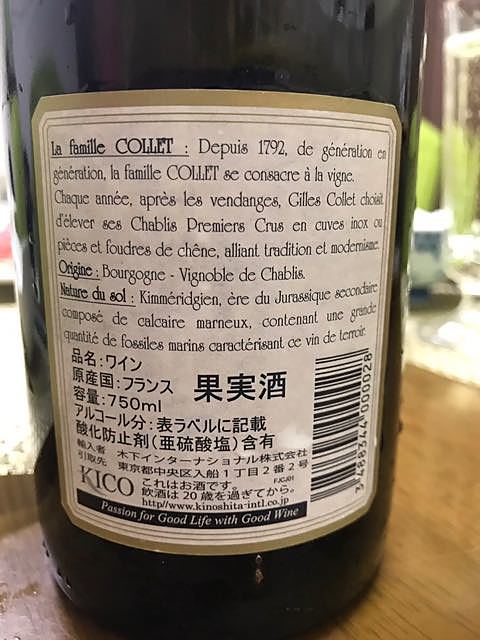 La famille COLLET : Depuis 1792, de génération en
génération, la famille COLLET se consacre à la vigne.
Chaque année, après les vendanges, Gilles Collet choisit
d'élever ses Chablis Premiers Crus en cuves inox ou
pièces et foudres de chêne, alliant tradition et modernisme.
Origine : Bourgogne - Vignoble de Chablis.
Nature du sol : Kimméridgien, ère du Jurassique secondaire
composé de calcaire marneux, contenant une grande
quantité de fossiles marins caractérisant ce vin de terroir.
品名:ワイン
原産国:フランス 果実酒
容量:750ml
アルコール分:表ラベルに記載
酸化防止剤(亜硫酸塩)含有
輸入者 木下インターナショナル株式会社
引取先 東京都中央区入船1丁目2番2号
KICO これはお酒です。 FJGJ01
飲酒は20歳を過ぎてから。
http//www.kinoshita-intl.co.jp
Passion for Good Life with Good Wine
3 488344 009028